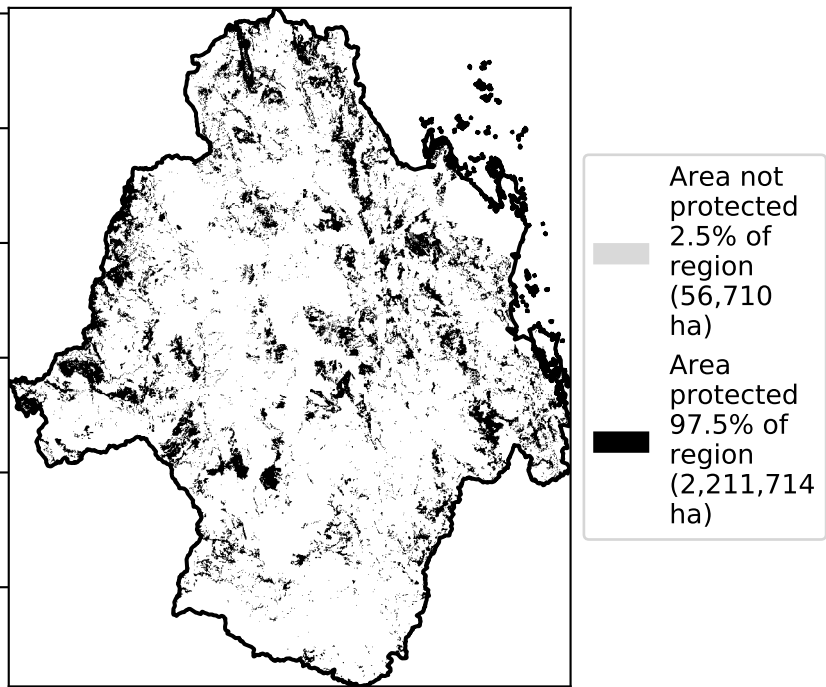 Area not
protected
2.5% of
region
(56,710
ha)
Area
protected
97.5% of
region
(2,211,714
ha)